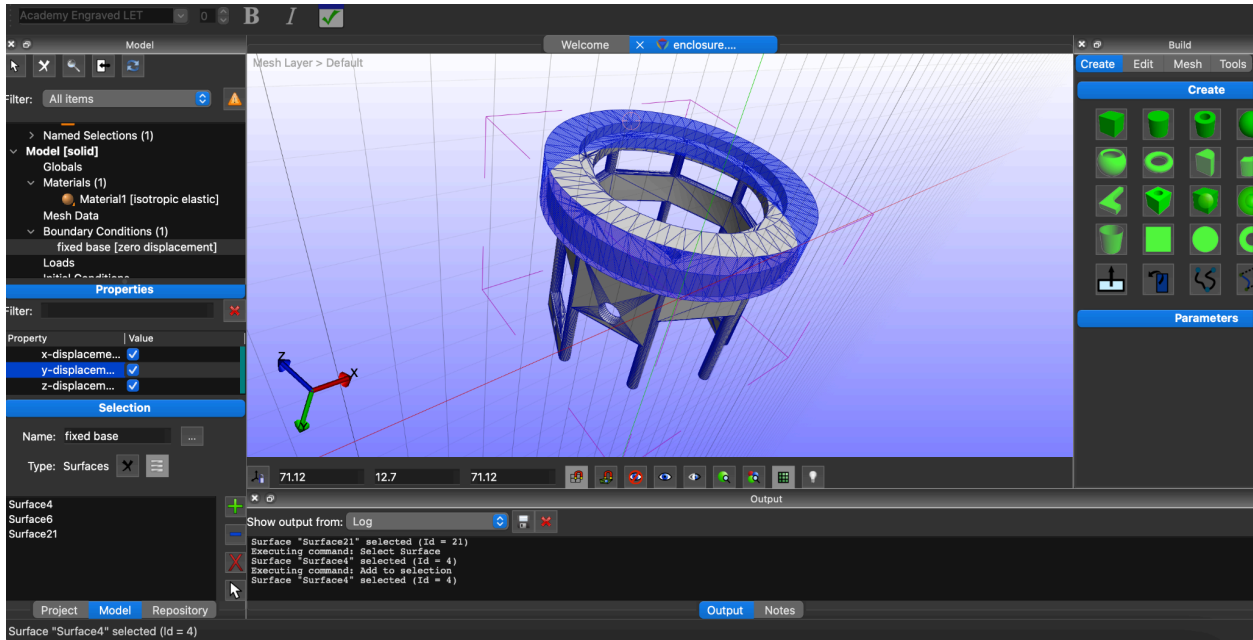 Academy Engraved LET 0 B I
Model
Filter: All items
Named Selections (1)
Model [solid]
Globals
Materials (1)
Material1 [isotropic elastic]
Mesh Data
Boundary Conditions (1)
fixed base [zero displacement]
Loads
Initial Conditions
Properties
Filter:
Property Value
x-displaceme...
y-displacem...
z-displacem...
Selection
Name: fixed base ...
Type: Surfaces
Surface4
Surface6
Surface21
Project Model Repository
Surface "Surface4" selected (Id = 4)
Welcome × enclosure....
Mesh Layer > Default
Z
X
Y
71.12 12.7 71.12
Output
Show output from: Log
Surface "Surface21" selected (Id = 21)
Executing command: Select Surface
Surface "Surface4" selected (Id = 4)
Executing command: Add to selection
Surface "Surface4" selected (Id = 4)
Output Notes
Build
Create Edit Mesh Tools
Create
Parameters